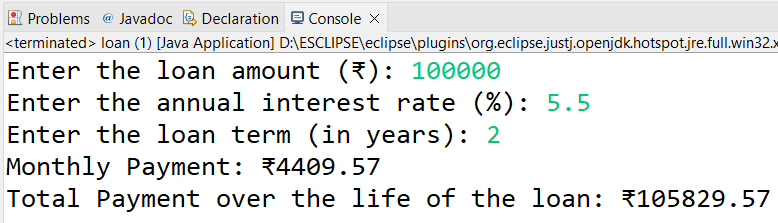 Problems @ Javadoc Declaration Console ×
<terminated> loan (1) [Java Application] D:\ESCLIPSE\eclipse\plugins\org.eclipse.justj.openjdk.hotspot.jre.full.win32.x
Enter the loan amount (₹): 100000
Enter the annual interest rate (%): 5.5
Enter the loan term (in years): 2
Monthly Payment: ₹4409.57
Total Payment over the life of the loan: ₹105829.57